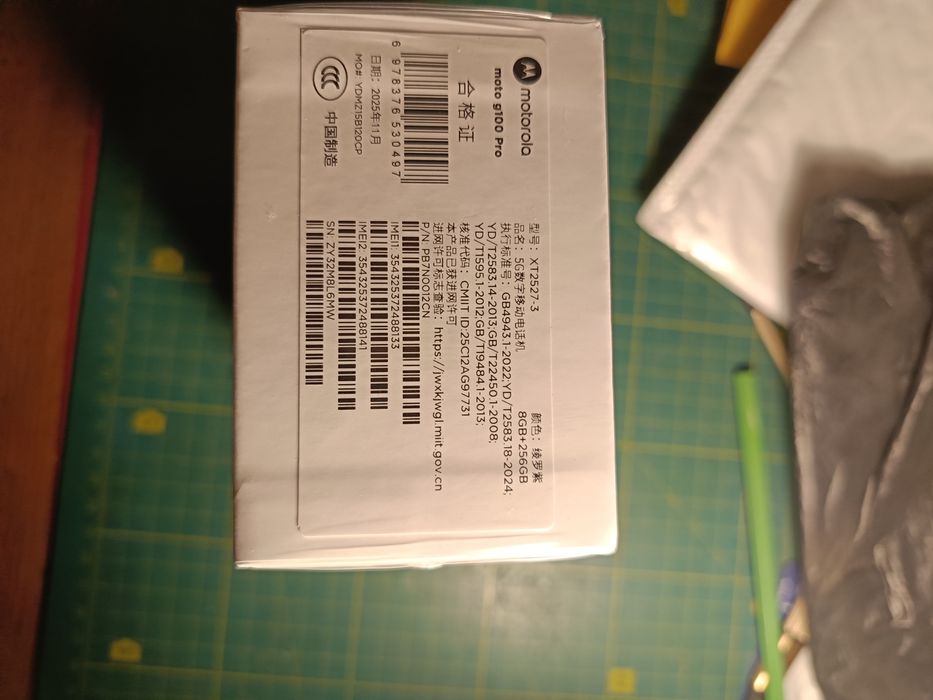 motorola
moto g100 Pro
合格证
6 978376 530497
日期：2025年11月
MO#: YDMZ15B120CP
中国制造
型号：XT2527-3 颜色：绫罗紫
品名：5G数字移动电话机 8GB+256GB
执行标准号：GB4943.1-2022;YD/T2583.18-2024;
YD/T2583.14-2013;GB/T22450.1-2008;
YD/T1595.1-2012;GB/T19484.1-2013;
核准代码：CMIIT ID:25C12AG97731
本产品已获进网许可
进网许可标志查验：https://jwxkjwgl.miit.gov.cn
P/N: PB7N0012CN
IMEI1: 354325372488133
IMEI2: 354325372488141
SN: ZY32M8L6MW